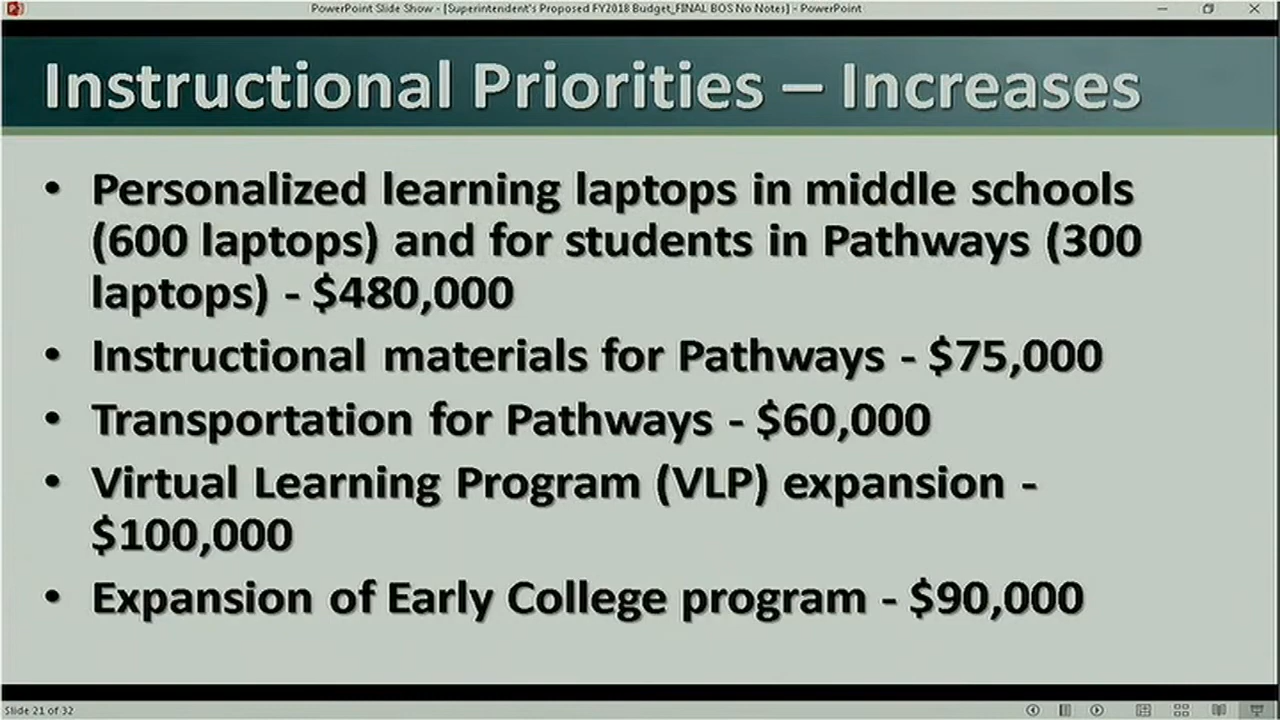 PowerPoint Slide Show - [Superintendent's Proposed FY2018 Budget_FINAL BOS No Notes] - PowerPoint
Instructional Priorities – Increases
• Personalized learning laptops in middle schools
(600 laptops) and for students in Pathways (300
laptops) - $480,000
• Instructional materials for Pathways - $75,000
• Transportation for Pathways - $60,000
• Virtual Learning Program (VLP) expansion -
$100,000
• Expansion of Early College program - $90,000
Slide 21 of 32